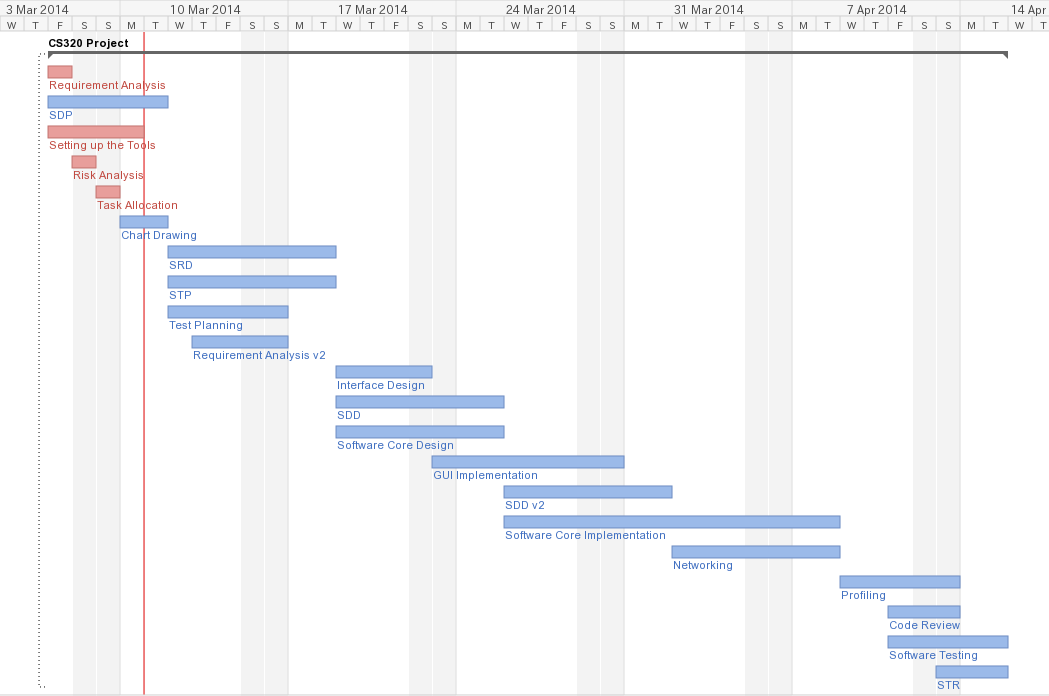 3 Mar 2014 10 Mar 2014 17 Mar 2014 24 Mar 2014 31 Mar 2014 7 Apr 2014 14 Apr
W T F S S M T W T F S S M T W T F S S M T W T F S S M T W T F S S M T W T F S S M T W T
CS320 Project
Requirement Analysis
SDP
Setting up the Tools
Risk Analysis
Task Allocation
Chart Drawing
SRD
STP
Test Planning
Requirement Analysis v2
Interface Design
SDD
Software Core Design
GUI Implementation
SDD v2
Software Core Implementation
Networking
Profiling
Code Review
Software Testing
STR